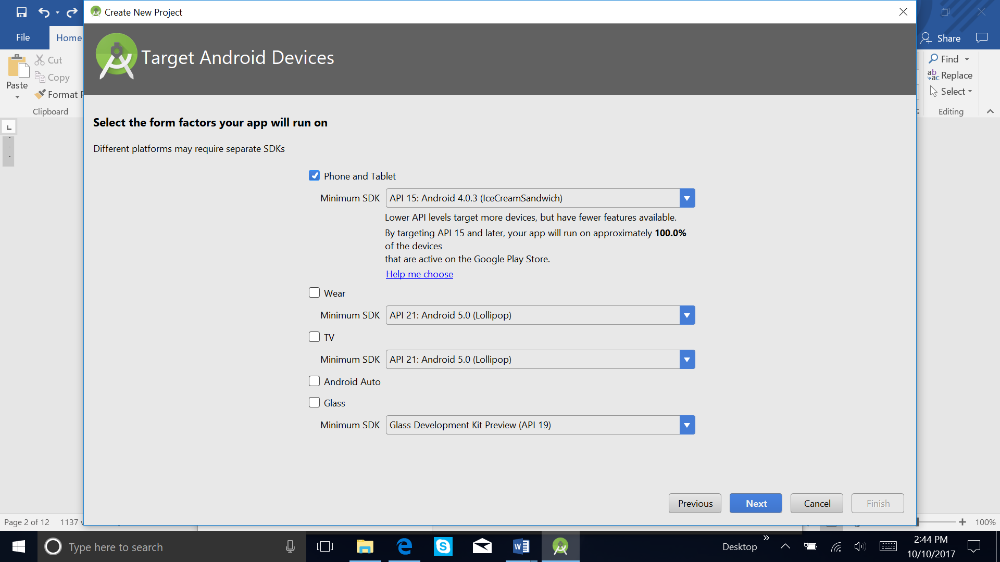 Create New Project
File
Home
Share
Target Android Devices
Cut
Copy
Paste
Format
Clipboard
Find
Replace
Select
Editing
Select the form factors your app will run on
Different platforms may require separate SDKs
Phone and Tablet
Minimum SDK API 15: Android 4.0.3 (IceCreamSandwich)
Lower API levels target more devices, but have fewer features available.
By targeting API 15 and later, your app will run on approximately 100.0%
of the devices
that are active on the Google Play Store.
Help me choose
Wear
Minimum SDK API 21: Android 5.0 (Lollipop)
TV
Minimum SDK API 21: Android 5.0 (Lollipop)
Android Auto
Glass
Minimum SDK Glass Development Kit Preview (API 19)
Previous Next Cancel Finish
Page 2 of 12 1137
100%
Type here to search
Desktop
2:44 PM
10/10/2017